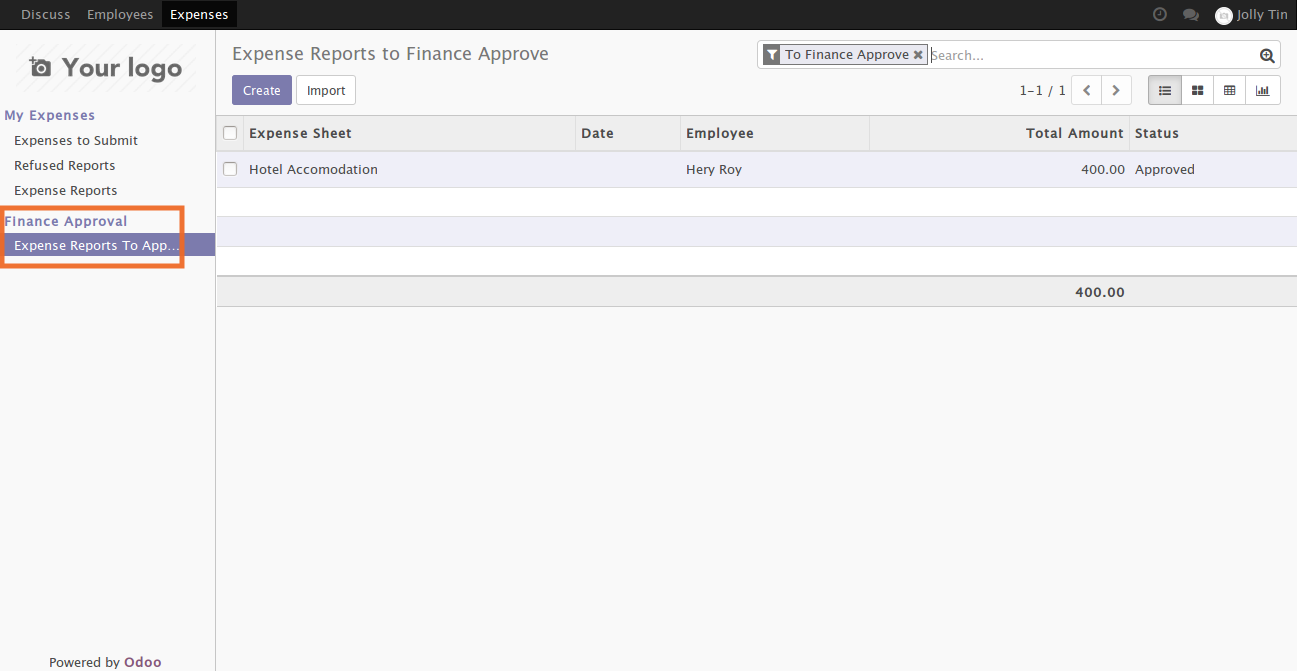 Discuss Employees Expenses Jolly Tin
Your logo
My Expenses
Expenses to Submit
Refused Reports
Expense Reports
Finance Approval
Expense Reports To App...
Powered by Odoo
Expense Reports to Finance Approve
To Finance Approve Search...
Create Import 1-1 / 1
Expense Sheet Date Employee Total Amount Status
Hotel Accomodation Hery Roy 400.00 Approved
400.00